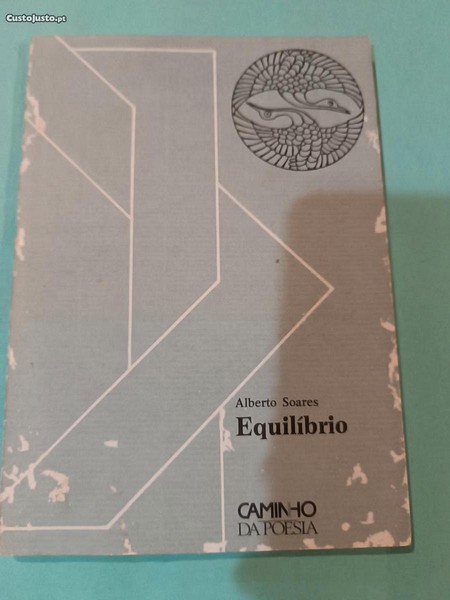 CustoJusto.pt
Alberto Soares
Equilíbrio
CAMINHO
DA POESIA